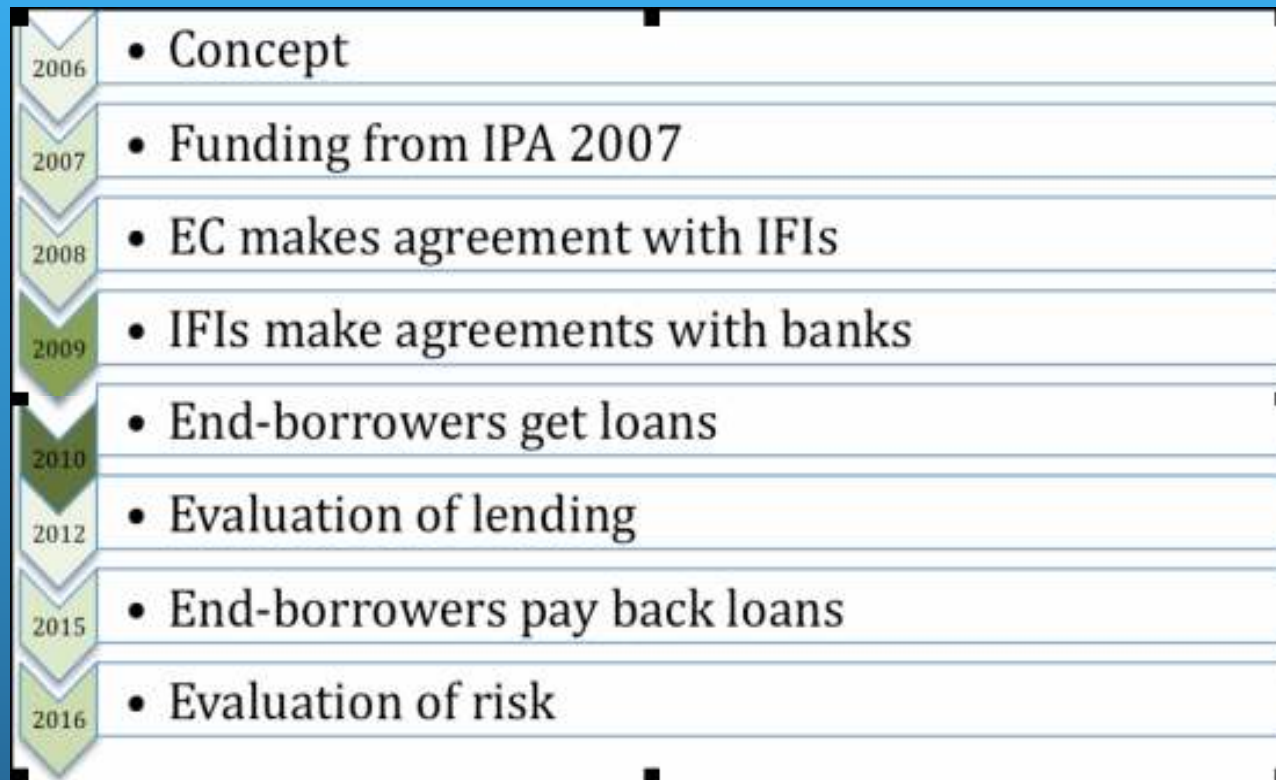 2006 • Concept
2007 • Funding from IPA 2007
2008 • EC makes agreement with IFIs
2009 • IFIs make agreements with banks
2010 • End-borrowers get loans
2012 • Evaluation of lending
2015 • End-borrowers pay back loans
2016 • Evaluation of risk